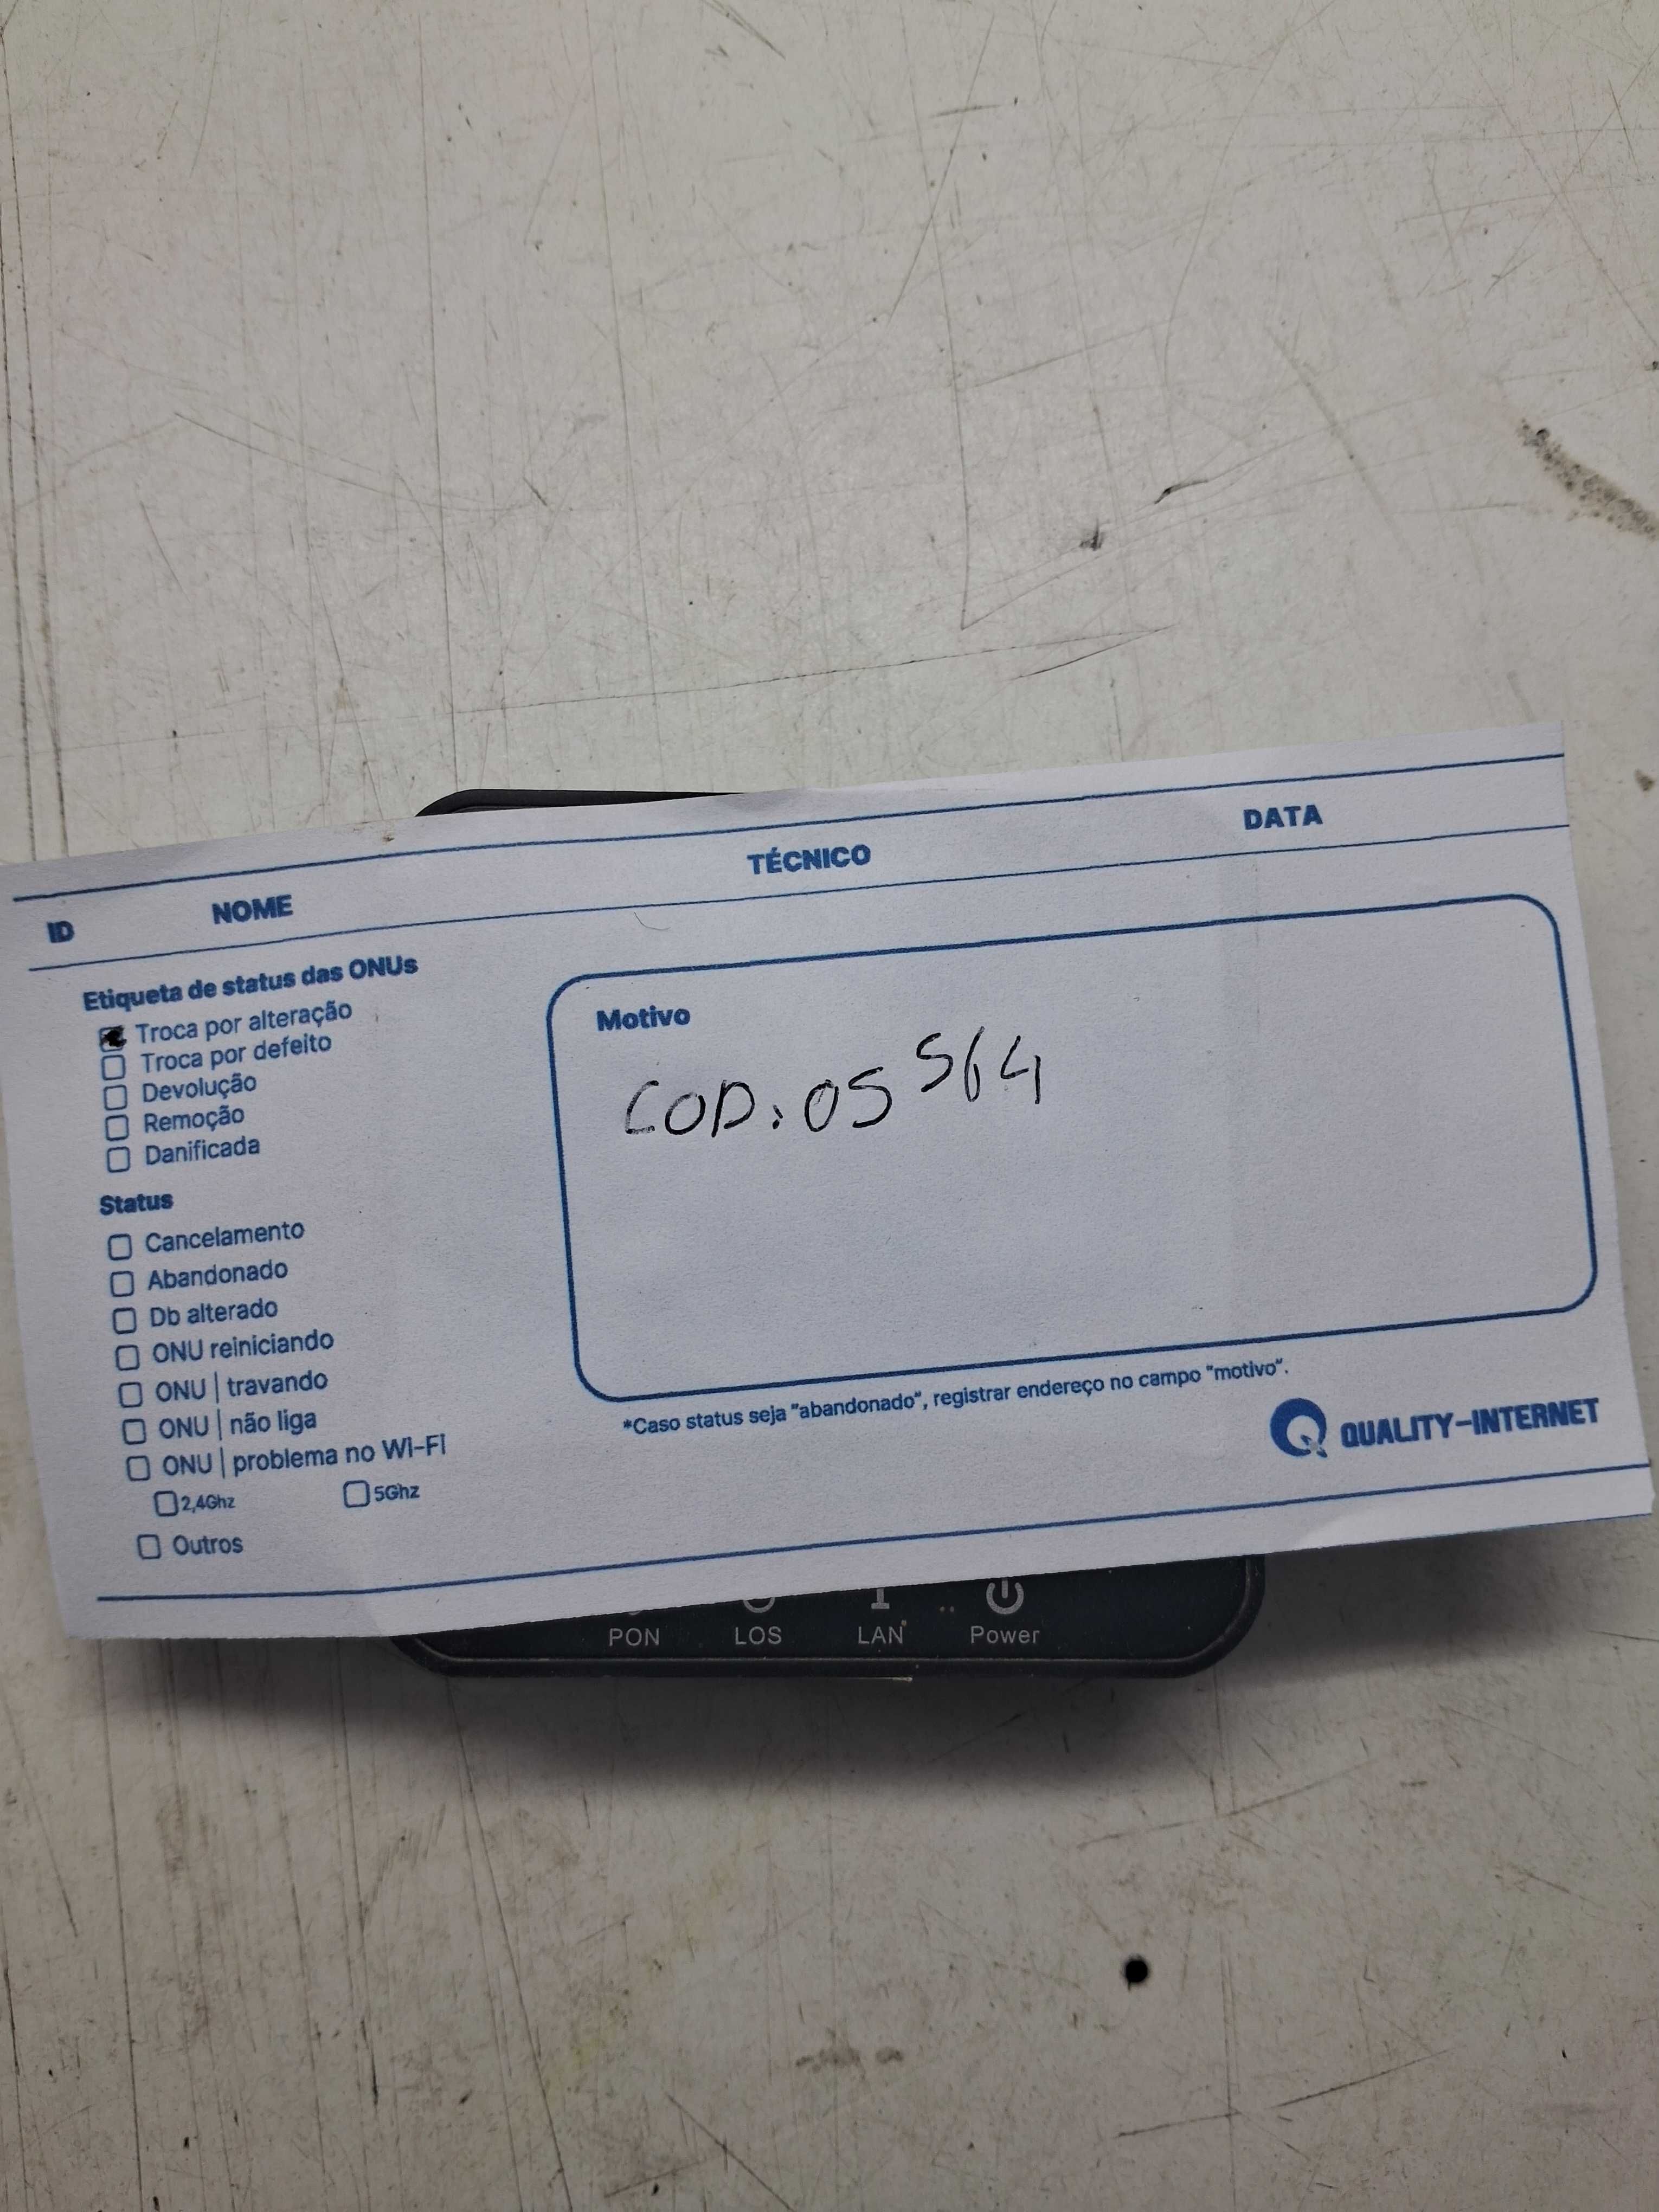 ID NOME TÉCNICO DATA
Etiqueta de status das ONUs
Troca por alteração
Troca por defeito
Devolução
Remoção
Danificada
Status
Cancelamento
Abandonado
Db alterado
ONU reiniciando
ONU | travando
ONU | não liga
ONU | problema no Wi-Fi
2,4Ghz 5Ghz
Outros
Motivo
COD: 05564
*Caso status seja "abandonado", registrar endereço no campo "motivo".
QUALITY-INTERNET
PON LOS LAN Power